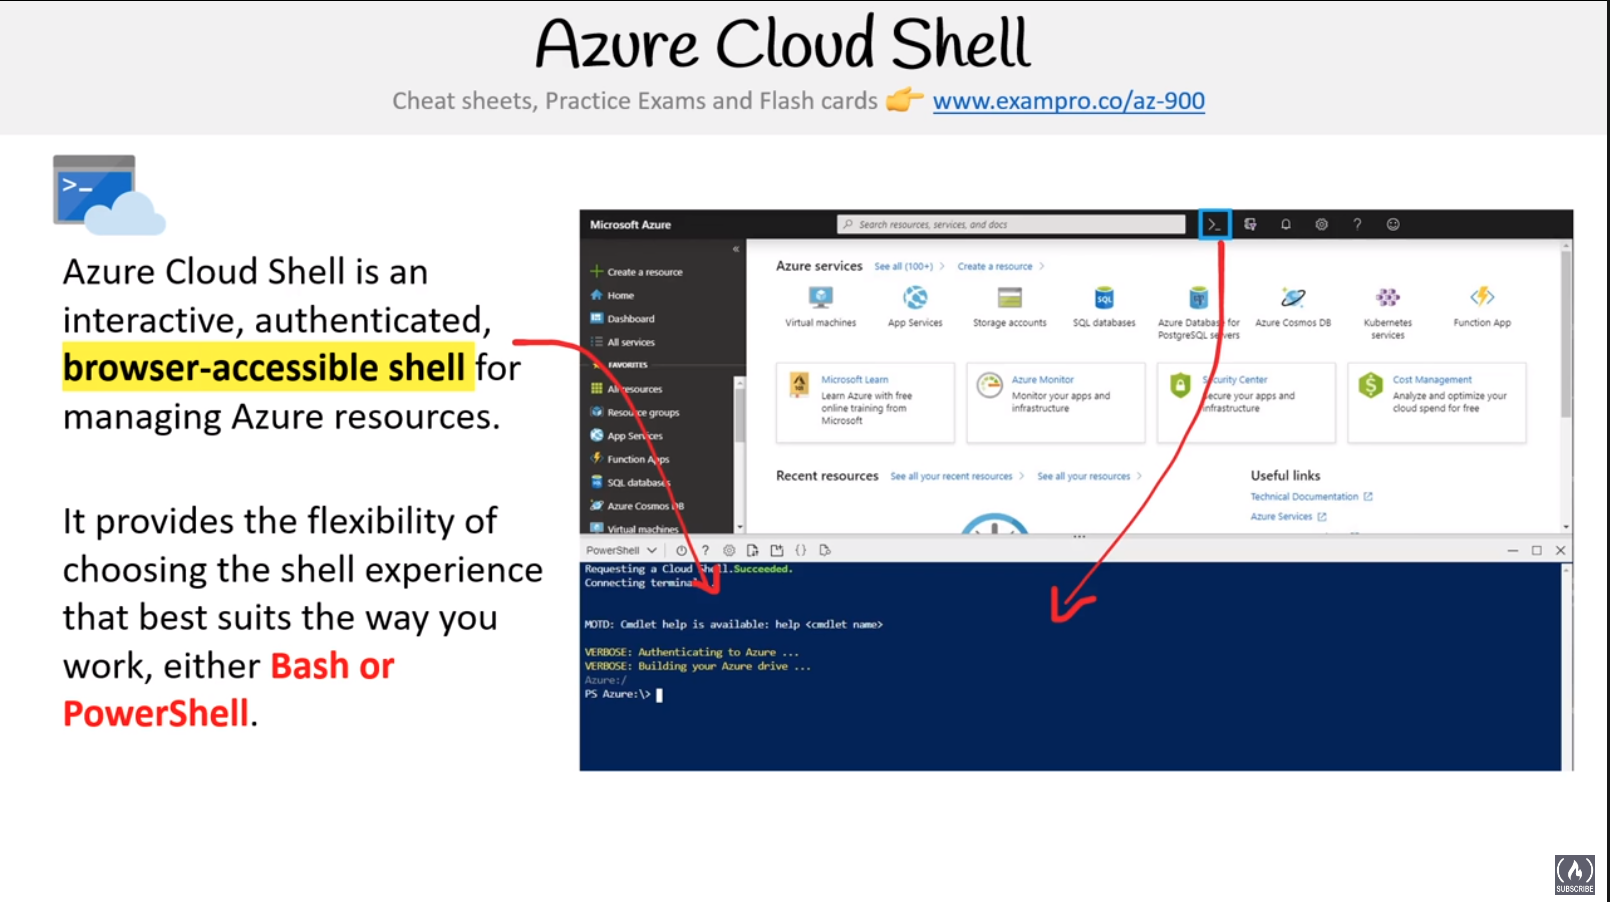 Azure Cloud Shell
Cheat sheets, Practice Exams and Flash cards 👉 www.exampro.co/az-900
>_
Azure Cloud Shell is an
interactive, authenticated,
browser-accessible shell for
managing Azure resources.
It provides the flexibility of
choosing the shell experience
that best suits the way you
work, either Bash or
PowerShell.
Microsoft Azure
Search resources, services, and docs
>_
?
«
Create a resource
Home
Dashboard
All services
FAVORITES
All resources
Resource groups
App Services
Function Apps
SQL databases
Azure Cosmos DB
Virtual machines
Azure services See all (100+) > Create a resource >
Virtual machines
App Services
Storage accounts
SQL
SQL databases
Azure Database for
PostgreSQL servers
Azure Cosmos DB
Kubernetes
services
Function App
Microsoft Learn
Learn Azure with free
online training from
Microsoft
Azure Monitor
Monitor your apps and
infrastructure
Security Center
Secure your apps and
infrastructure
Cost Management
Analyze and optimize your
cloud spend for free
Recent resources See all your recent resources > See all your resources >
Useful links
Technical Documentation
Azure Services
PowerShell ? {}
Requesting a Cloud Shell.Succeeded.
Connecting terminal...
MOTD: Cmdlet help is available: help <cmdlet name>
VERBOSE: Authenticating to Azure ...
VERBOSE: Building your Azure drive ...
Azure:/
PS Azure:\>
SUBSCRIBE